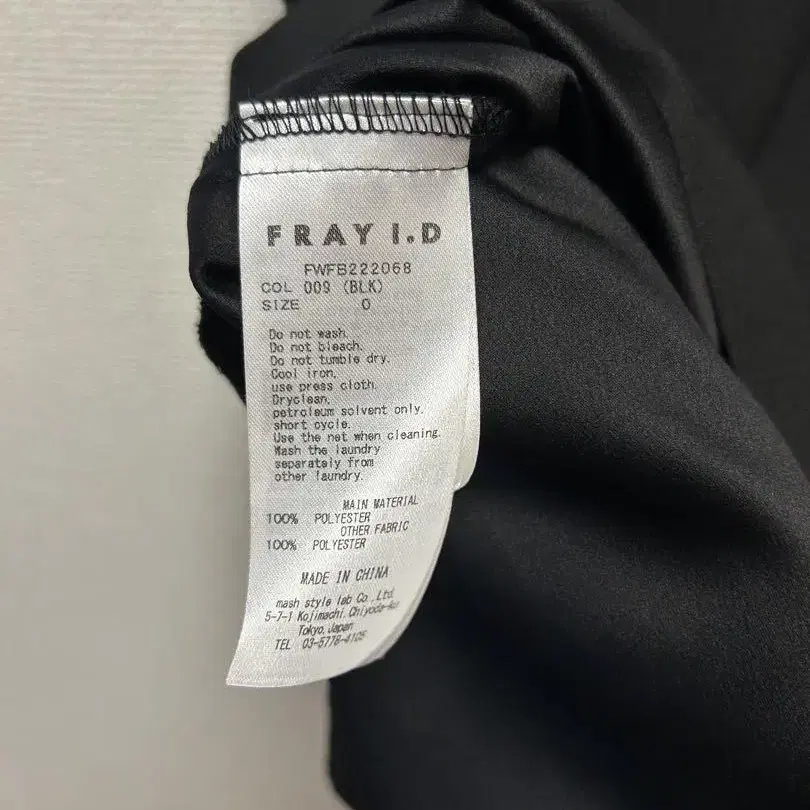 FRAY I.D
FWFB222068
COL 009 (BLK)
SIZE 0
Do not wash.
Do not bleach.
Do not tumble dry.
Cool iron,
use press cloth.
Dryclean,
petroleum solvent only.
short cycle.
Use the net when cleaning.
Wash the laundry
separately from
other laundry.
MAIN MATERIAL
100% POLYESTER
OTHER FABRIC
100% POLYESTER
MADE IN CHINA
mash style lab Co.,Ltd.
5-7-1 Kojimachi,Chiyoda-ku
Tokyo,Japan
TEL 03-5778-4105